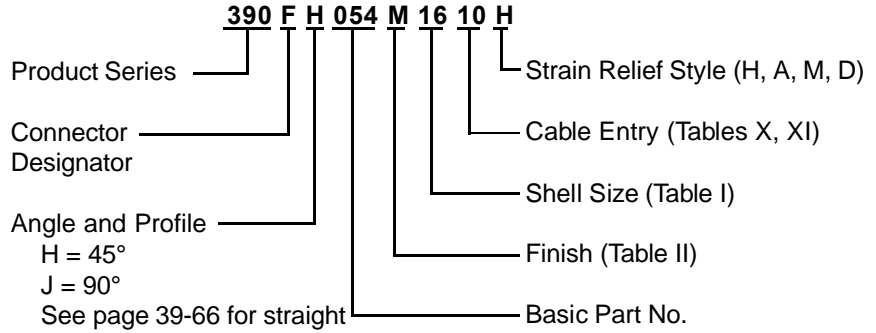 390 F H 054 M 16 10 H
Product Series
Connector
Designator
Angle and Profile
H = 45°
J = 90°
See page 39-66 for straight
Strain Relief Style (H, A, M, D)
Cable Entry (Tables X, XI)
Shell Size (Table I)
Finish (Table II)
Basic Part No.